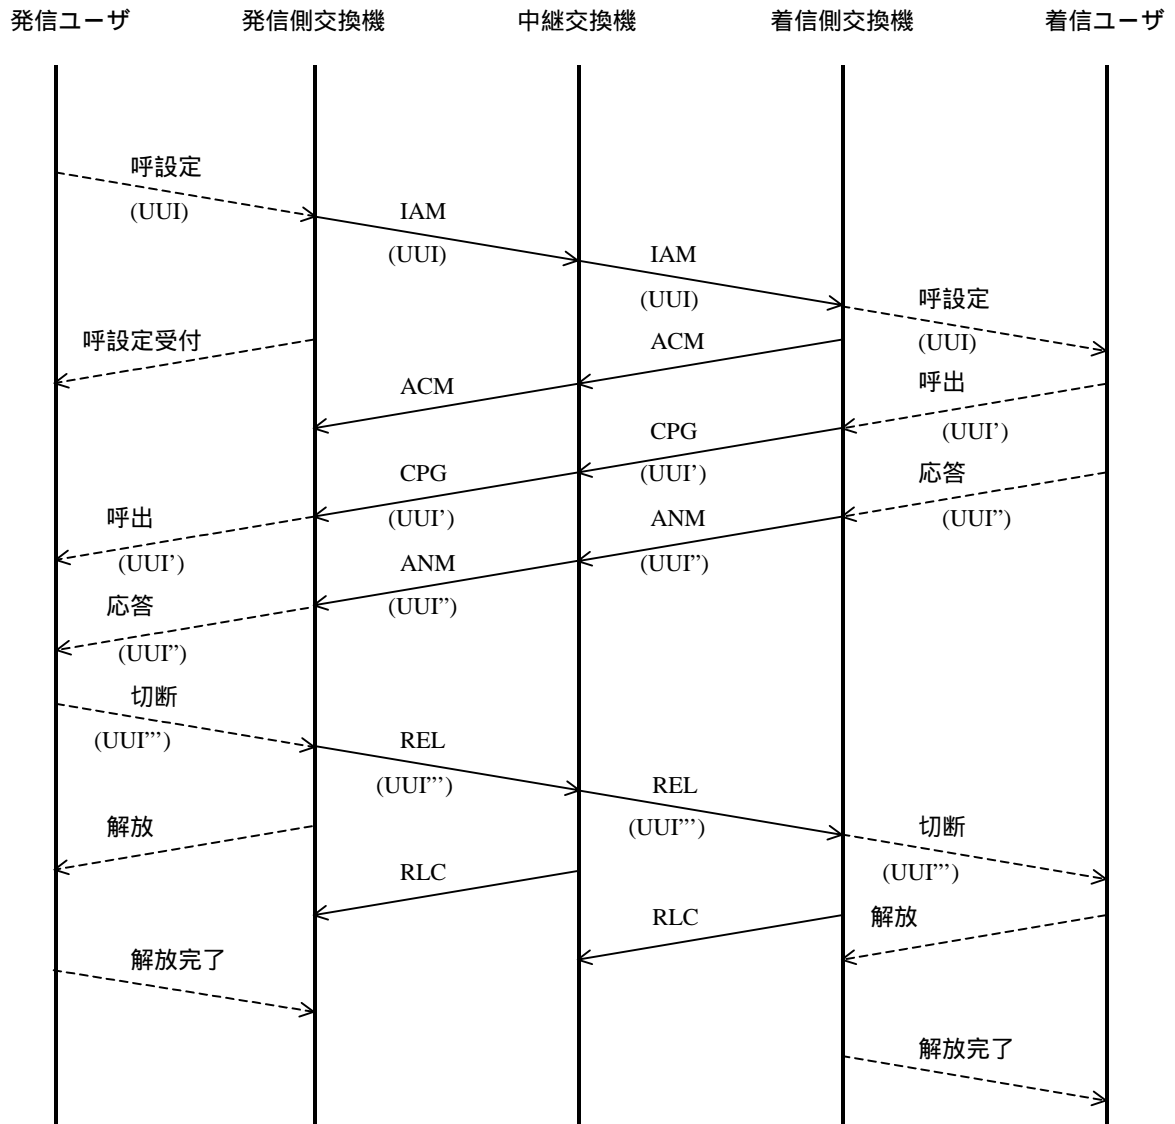 発信ユーザ 発信側交換機 中継交換機 着信側交換機 着信ユーザ
呼設定
(UUI) IAM
(UUI) IAM
(UUI) 呼設定
呼設定受付 ACM (UUI)
ACM 呼出
CPG (UUI')
CPG (UUI') 応答
呼出 (UUI') ANM (UUI”)
(UUI') ANM (UUI”)
応答 (UUI”)
(UUI”)
切断
(UUI”') REL
(UUI”') REL
解放 (UUI”') 切断
RLC (UUI”')
RLC 解放
解放完了
解放完了